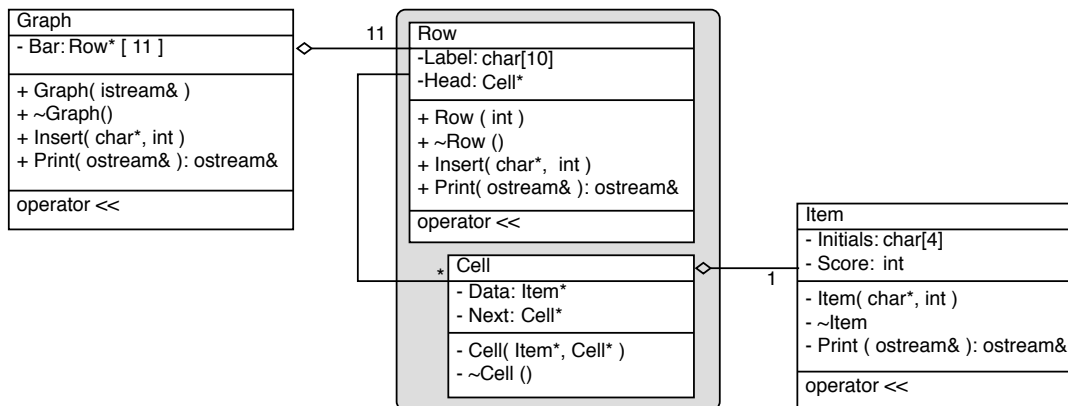 Graph
- Bar: Row* [ 11 ]
+ Graph( istream& )
+ ~Graph()
+ Insert( char*, int )
+ Print( ostream& ): ostream&
operator <<
11
Row
-Label: char[10]
-Head: Cell*
+ Row ( int )
+ ~Row ()
+ Insert( char*, int )
+ Print( ostream& ): ostream&
operator <<
*
Cell
- Data: Item*
- Next: Cell*
- Cell( Item*, Cell* )
- ~Cell ()
1
Item
- Initials: char[4]
- Score: int
- Item( char*, int )
- ~Item
- Print ( ostream& ): ostream&
operator <<